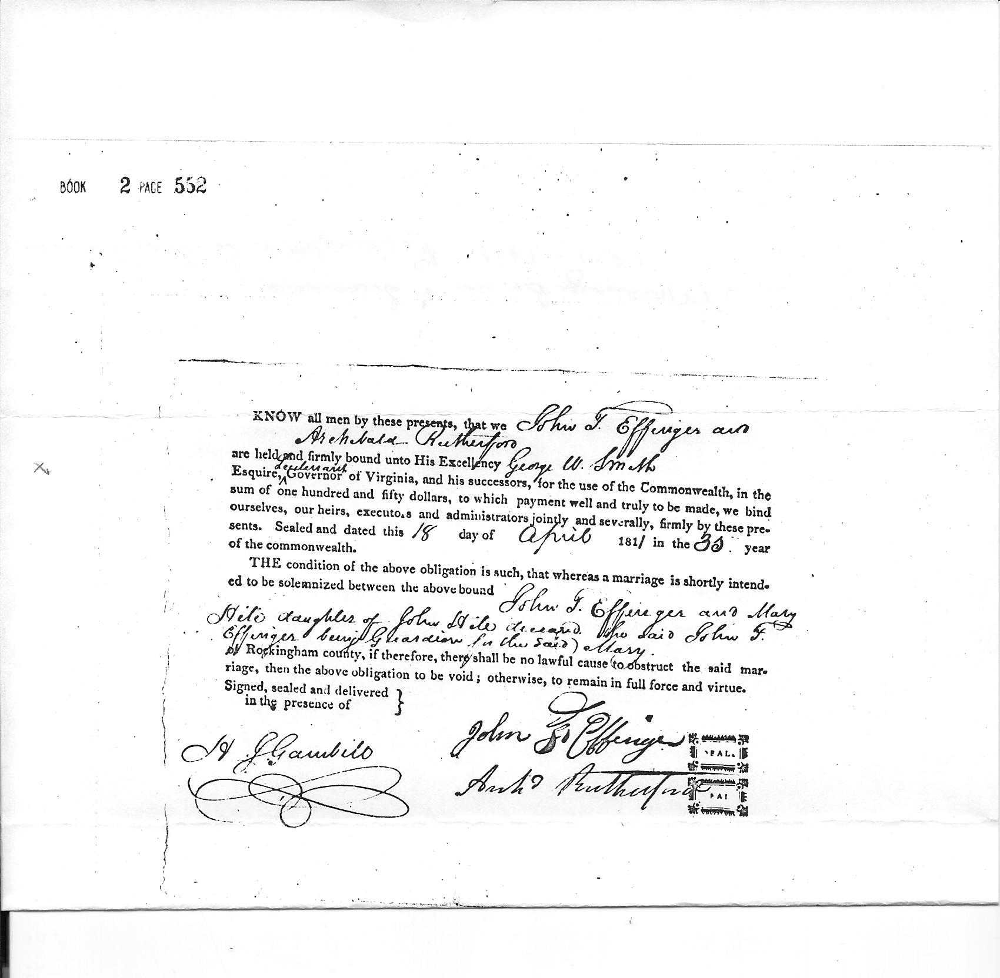 BOOK 2 PAGE 552
KNOW all men by these presents, that we John F. Effinger and
Archibald Rutherford
are held and firmly bound unto His Excellency George W. Smith
Lieutenant
Esquire, ^ Governor of Virginia, and his successors, for the use of the Commonwealth, in the
sum of one hundred and fifty dollars, to which payment well and truly to be made, we bind
ourselves, our heirs, executors and administrators jointly and severally, firmly by these pre-
sents. Sealed and dated this 18 day of April 1811 in the 35. year
of the commonwealth.
THE condition of the above obligation is such, that whereas a marriage is shortly intend-
ed to be solemnized between the above bound
John F. Effinger and Mary
Hite daughter of John Hite deceased. the said John F.
Effinger being Guardian for the said Mary.
of Rockingham county, if therefore, there shall be no lawful cause to obstruct the said mar-
riage, then the above obligation to be void; otherwise, to remain in full force and virtue.
Signed, sealed and delivered }
in the presence of
John F Effinger SEAL.
H J Gambill
Archd Rutherford